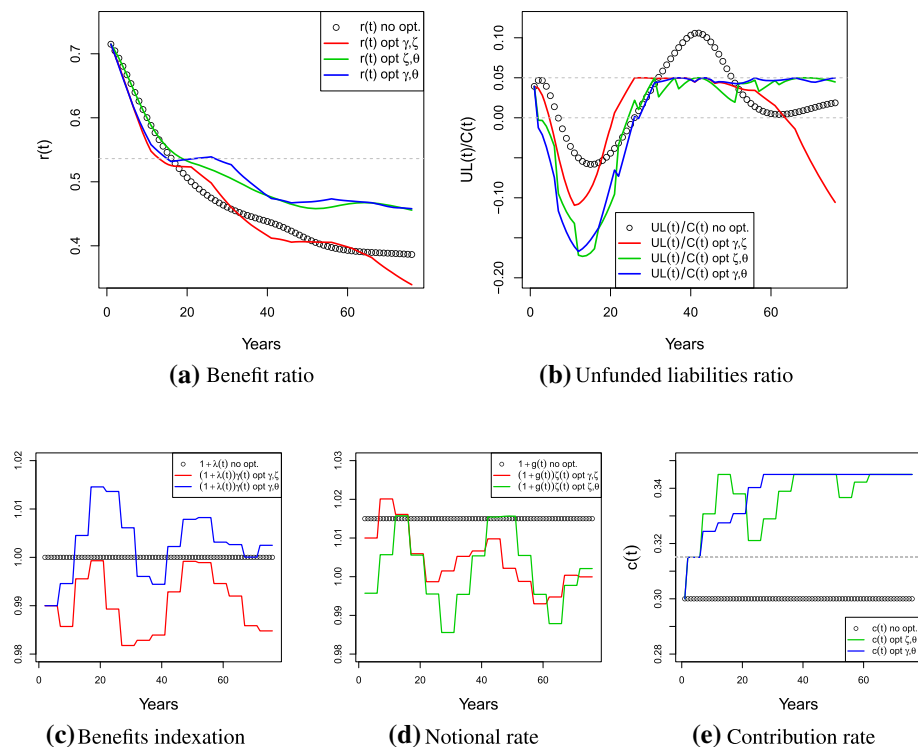 r(t) no opt.
r(t) opt γ,ζ
r(t) opt ζ,θ
r(t) opt γ,θ
r(t)
0.7
0.6
0.5
0.4
0 20 40 60
Years
(a) Benefit ratio
UL(t)/C(t)
0.10
0.05
0.00
−0.10
−0.20
UL(t)/C(t) no opt.
UL(t)/C(t) opt γ,ζ
UL(t)/C(t) opt ζ,θ
UL(t)/C(t) opt γ,θ
0 20 40 60
Years
(b) Unfunded liabilities ratio
1+λ(t) no opt.
(1+λ(t))γ(t) opt γ,ζ
(1+λ(t))γ(t) opt γ,θ
1.02
1.01
1.00
0.99
0.98
0 20 40 60
Years
(c) Benefits indexation
1+g(t) no opt.
(1+g(t))ζ(t) opt γ,ζ
(1+g(t))ζ(t) opt ζ,θ
1.03
1.02
1.01
1.00
0.99
0.98
0 20 40 60
Years
(d) Notional rate
c(t)
0.34
0.32
0.30
0.28
c(t) no opt.
c(t) opt ζ,θ
c(t) opt γ,θ
0 20 40 60
Years
(e) Contribution rate